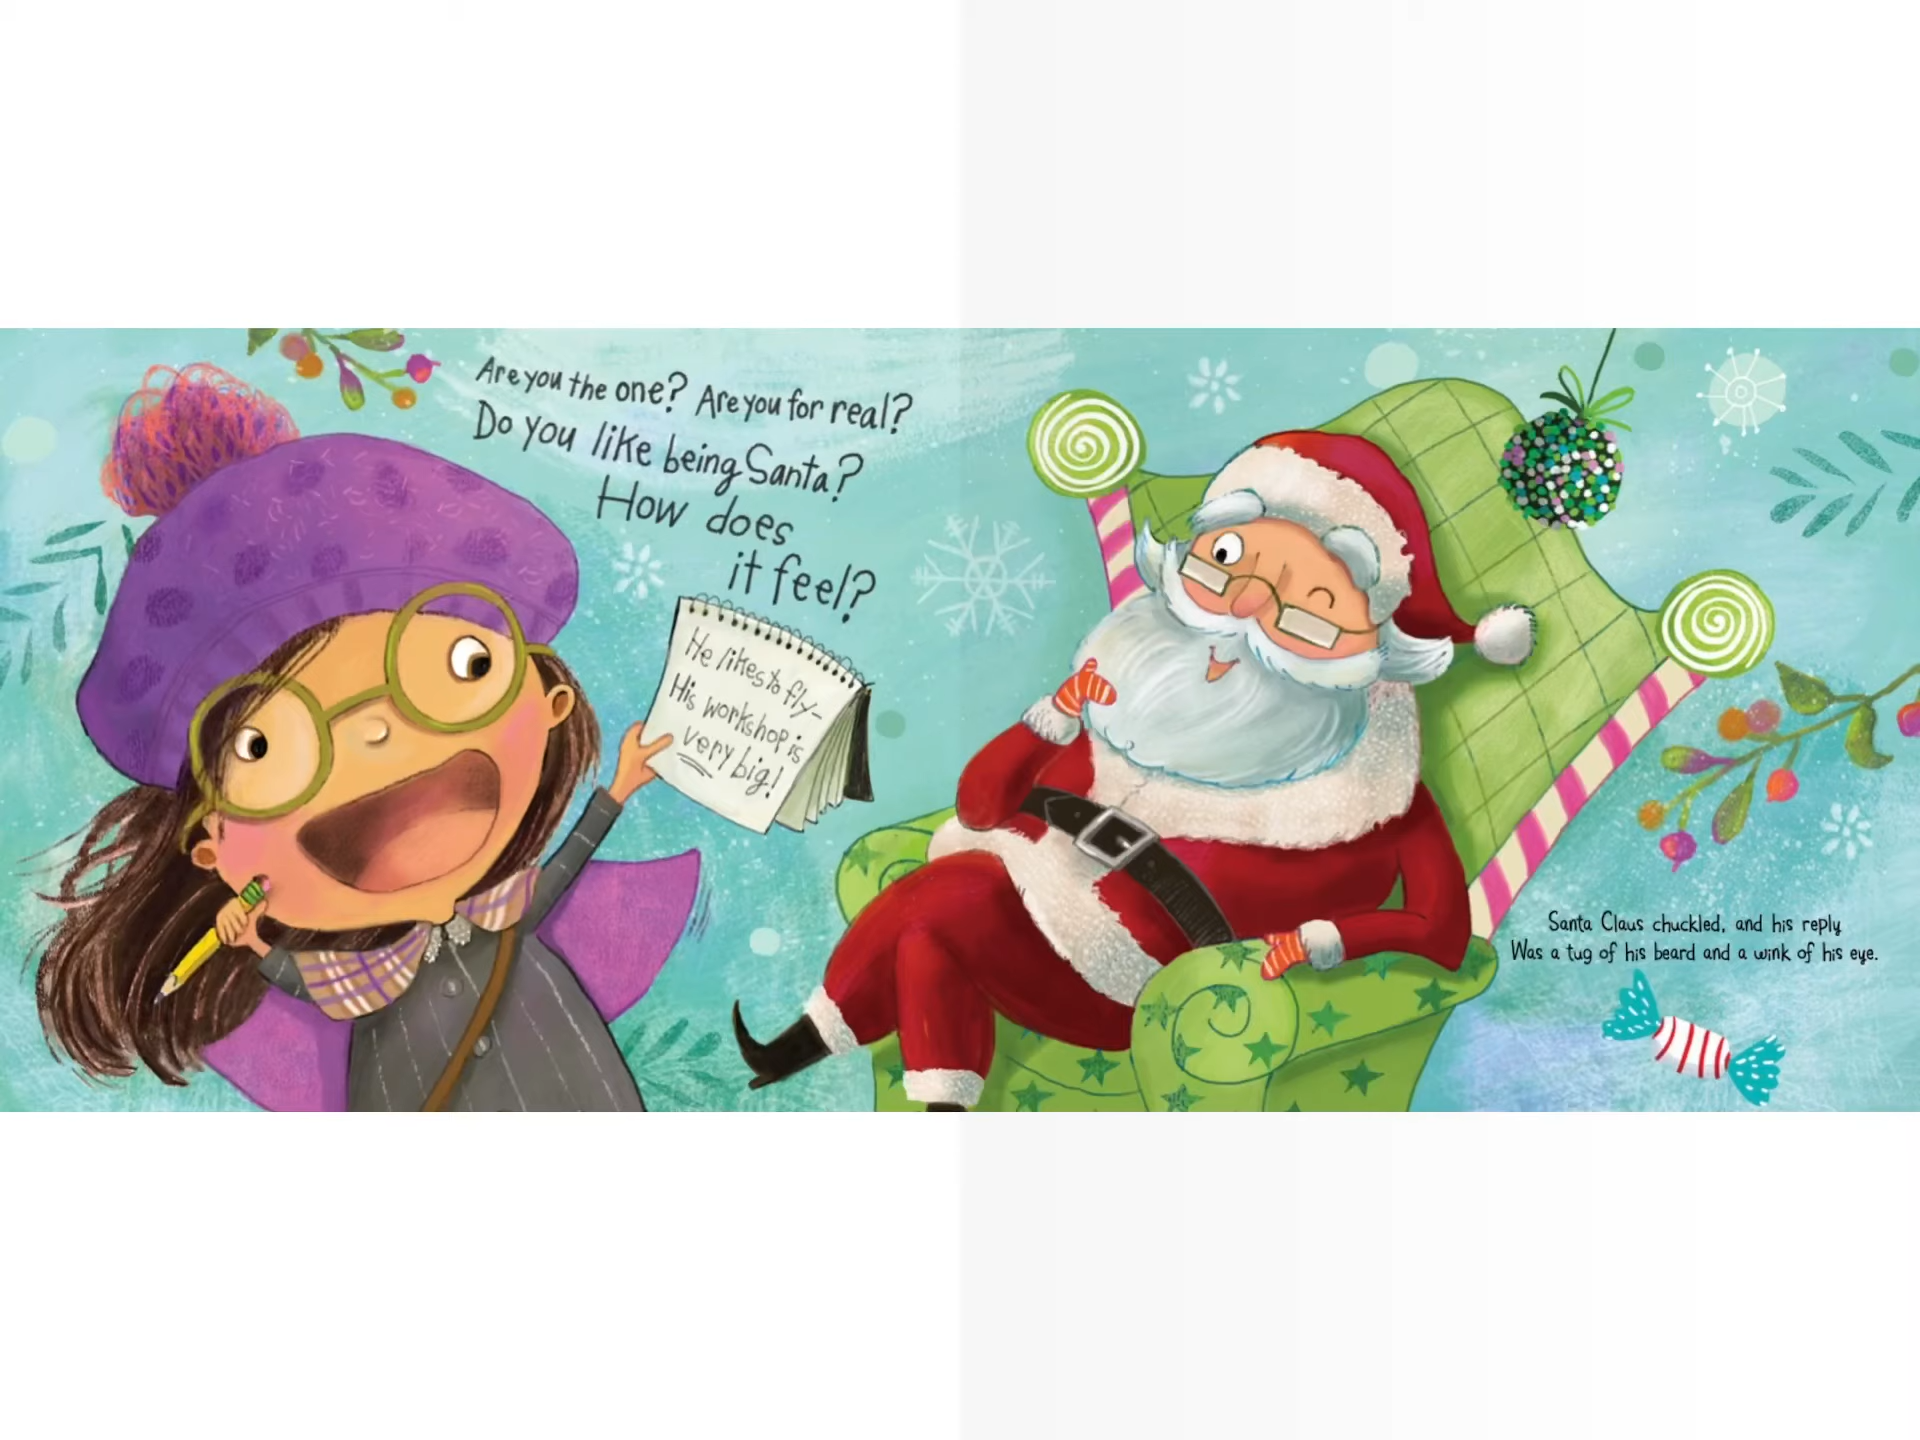 Are you the one? Are you for real?
Do you like being Santa?
How does
it feel?
He likes to fly-
His workshop is
very big!
Santa Claus chuckled, and his reply
Was a tug of his beard and a wink of his eye.